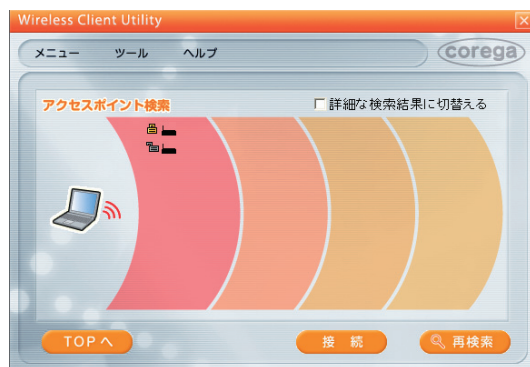 Wireless Client Utility
メニュー ツール ヘルプ corega
アクセスポイント検索 詳細な検索結果に切替える
TOPへ 接 続 再検索